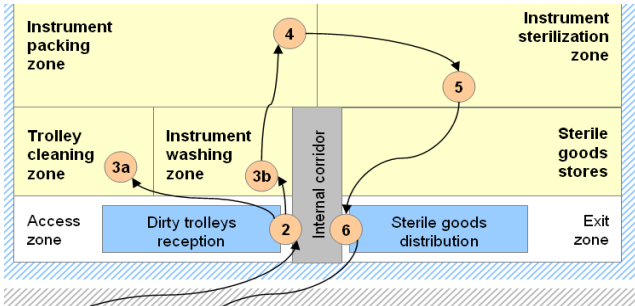 Instrument
packing
zone
4
Instrument
sterilization
zone
5
Trolley
cleaning
zone
3a
Instrument
washing
zone
3b
Internal corridor
Sterile
goods
stores
Access
zone
Dirty trolleys
reception
2
6
Sterile goods
distribution
Exit
zone